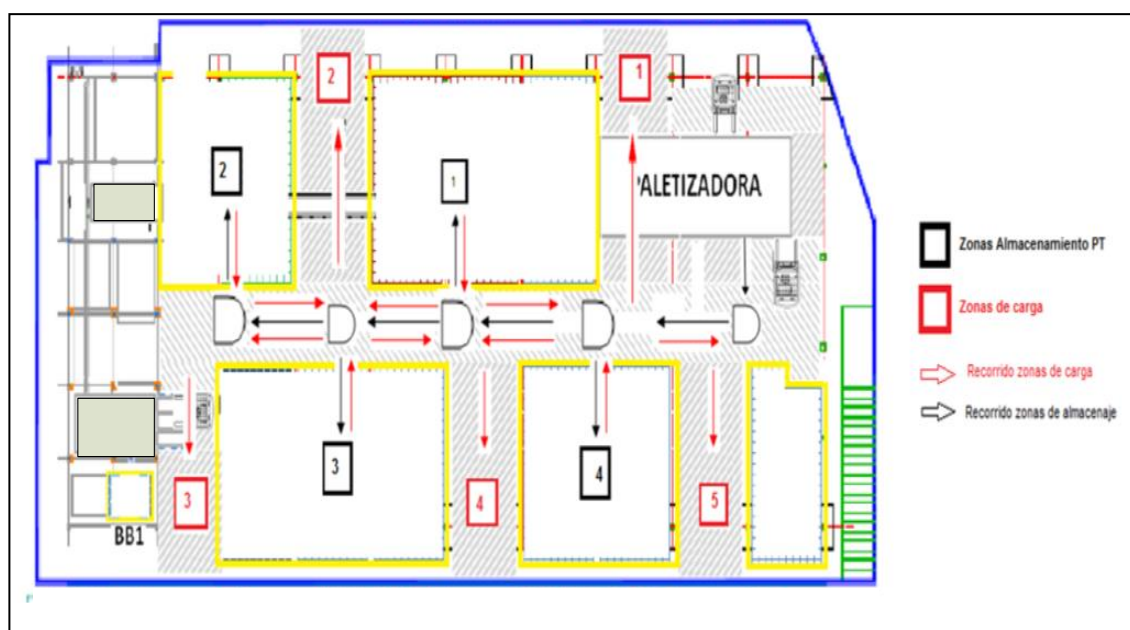 2
1
2
1
PALETIZADORA
3
4
3
4
5
BB1
Zonas Almacenamiento PT
Zonas de carga
Recorrido zonas de carga
Recorrido zonas de almacenaje